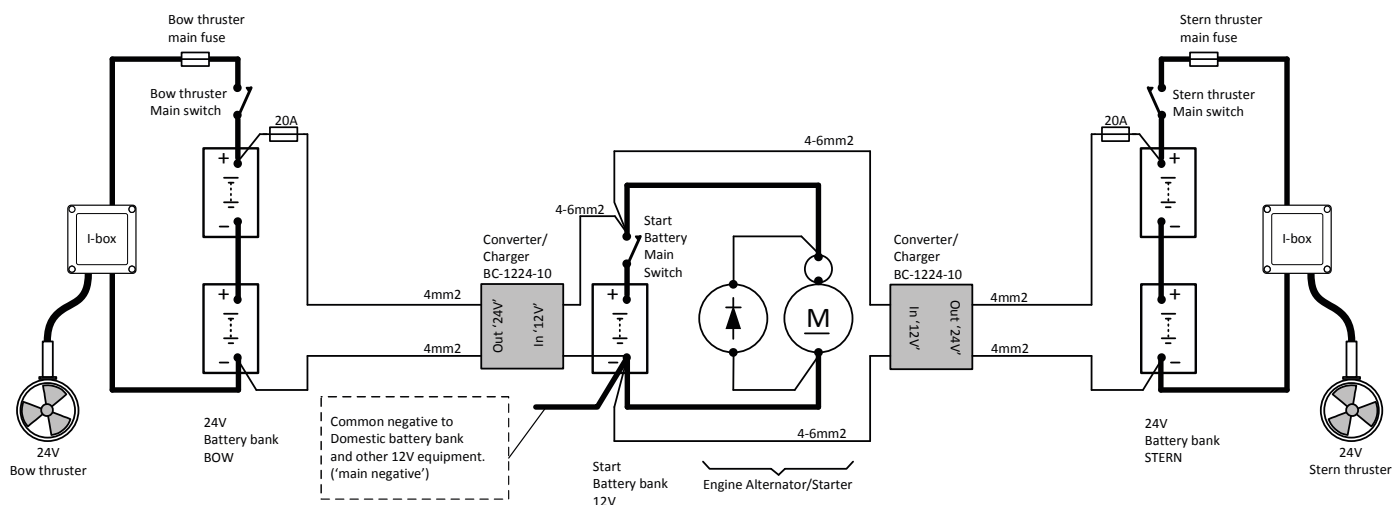 Bow thruster
main fuse
Bow thruster
Main switch
20A
+
−
I-box
+
−
24V
Bow thruster
24V
Battery bank
BOW
4mm2
4mm2
Converter/
Charger
BC-1224-10
Out ‘24V’
In ‘12V’
4-6mm2
4-6mm2
Start
Battery
Main
Switch
+
−
M
Common negative to
Domestic battery bank
and other 12V equipment.
(‘main negative’)
Start
Battery bank
12V
Engine Alternator/Starter
4-6mm2
Converter/
Charger
BC-1224-10
In ‘12V’
Out ‘24V’
4mm2
4mm2
Stern thruster
main fuse
Stern thruster
Main switch
20A
+
−
I-box
+
−
24V
Battery bank
STERN
24V
Stern thruster